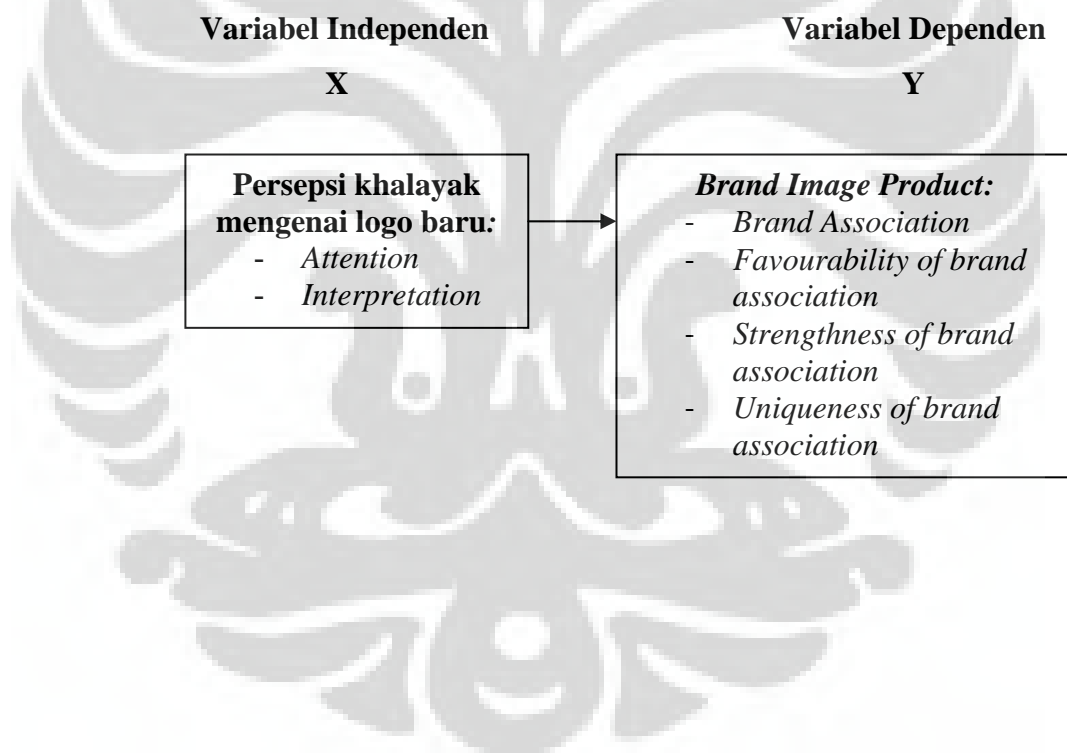 Variabel Independen
Variabel Dependen
X
Y
Persepsi khalayak
mengenai logo baru:
- Attention
- Interpretation
Brand Image Product:
- Brand Association
- Favourability of brand
association
- Strengthness of brand
association
- Uniqueness of brand
association